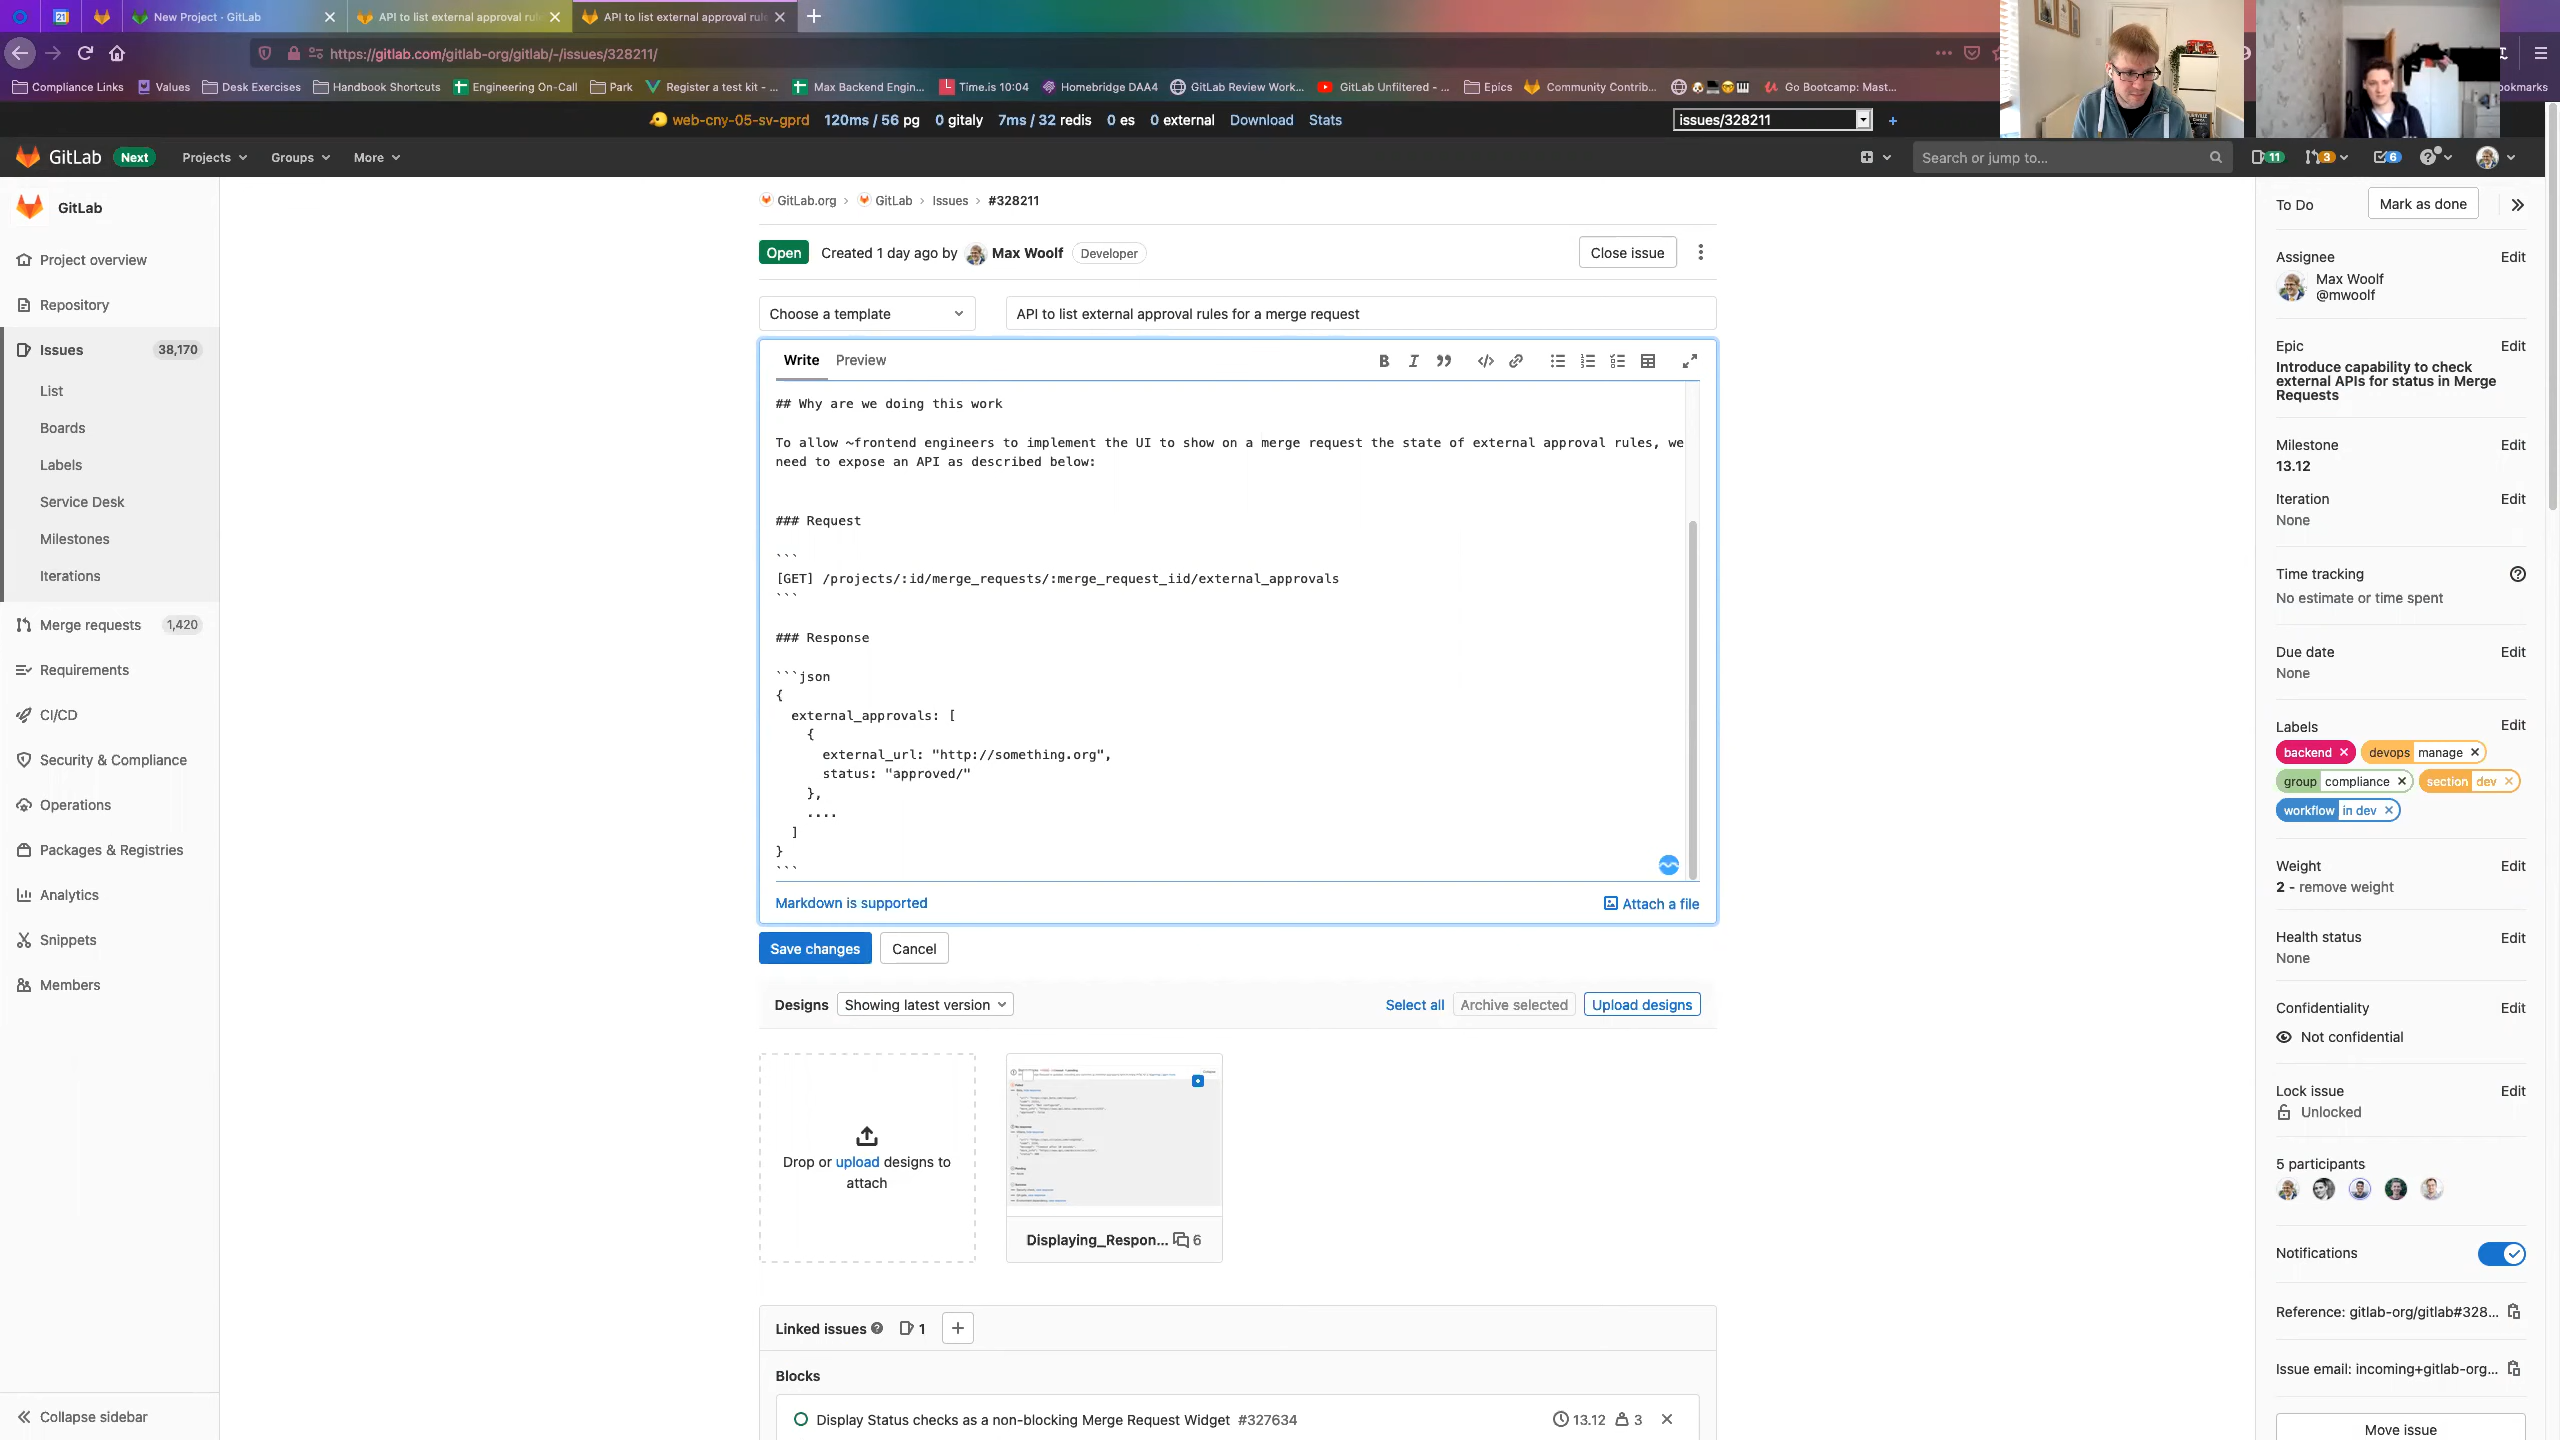 21
New Project · GitLab
API to list external approval rul
API to list external approval rul
https://gitlab.com/gitlab-org/gitlab/-/issues/328211/
Compliance Links
Values
Desk Exercises
Handbook Shortcuts
Engineering On-Call
Park
Register a test kit - ...
Max Backend Engin...
Time.is 10:04
Homebridge DAA4
GitLab Review Work...
GitLab Unfiltered - ...
Epics
Community Contrib...
Go Bootcamp: Mast...
ookmarks
web-cny-05-sv-gprd 120ms / 56 pg 0 gitaly 7ms / 32 redis 0 es 0 external Download Stats
issues/328211
+
GitLab Next Projects Groups More
Search or jump to...
11
3
6
GitLab
Project overview
Repository
Issues 38,170
List
Boards
Labels
Service Desk
Milestones
Iterations
Merge requests 1,420
Requirements
CI/CD
Security & Compliance
Operations
Packages & Registries
Analytics
Snippets
Members
Collapse sidebar
GitLab.org > GitLab > Issues > #328211
Open Created 1 day ago by Max Woolf Developer
Close issue
Choose a template
API to list external approval rules for a merge request
Write Preview
## Why are we doing this work
To allow ~frontend engineers to implement the UI to show on a merge request the state of external approval rules, we
need to expose an API as described below:
### Request
```
[GET] /projects/:id/merge_requests/:merge_request_iid/external_approvals
```
### Response
```json
{
external_approvals: [
{
external_url: "http://something.org",
status: "approved/"
},
....
]
}
```
Markdown is supported
Attach a file
Save changes Cancel
Designs Showing latest version
Select all Archive selected Upload designs
Drop or upload designs to
attach
Displaying_Respon... 6
Linked issues 1
Blocks
Display Status checks as a non-blocking Merge Request Widget #327634 13.12 3
To Do Mark as done
Assignee Edit
Max Woolf
@mwoolf
Epic Edit
Introduce capability to check
external APIs for status in Merge
Requests
Milestone Edit
13.12
Iteration Edit
None
Time tracking
No estimate or time spent
Due date Edit
None
Labels Edit
backend × devops manage ×
group compliance × section dev ×
workflow in dev ×
Weight Edit
2 - remove weight
Health status Edit
None
Confidentiality Edit
Not confidential
Lock issue Edit
Unlocked
5 participants
Notifications
Reference: gitlab-org/gitlab#328...
Issue email: incoming+gitlab-org...
Move issue